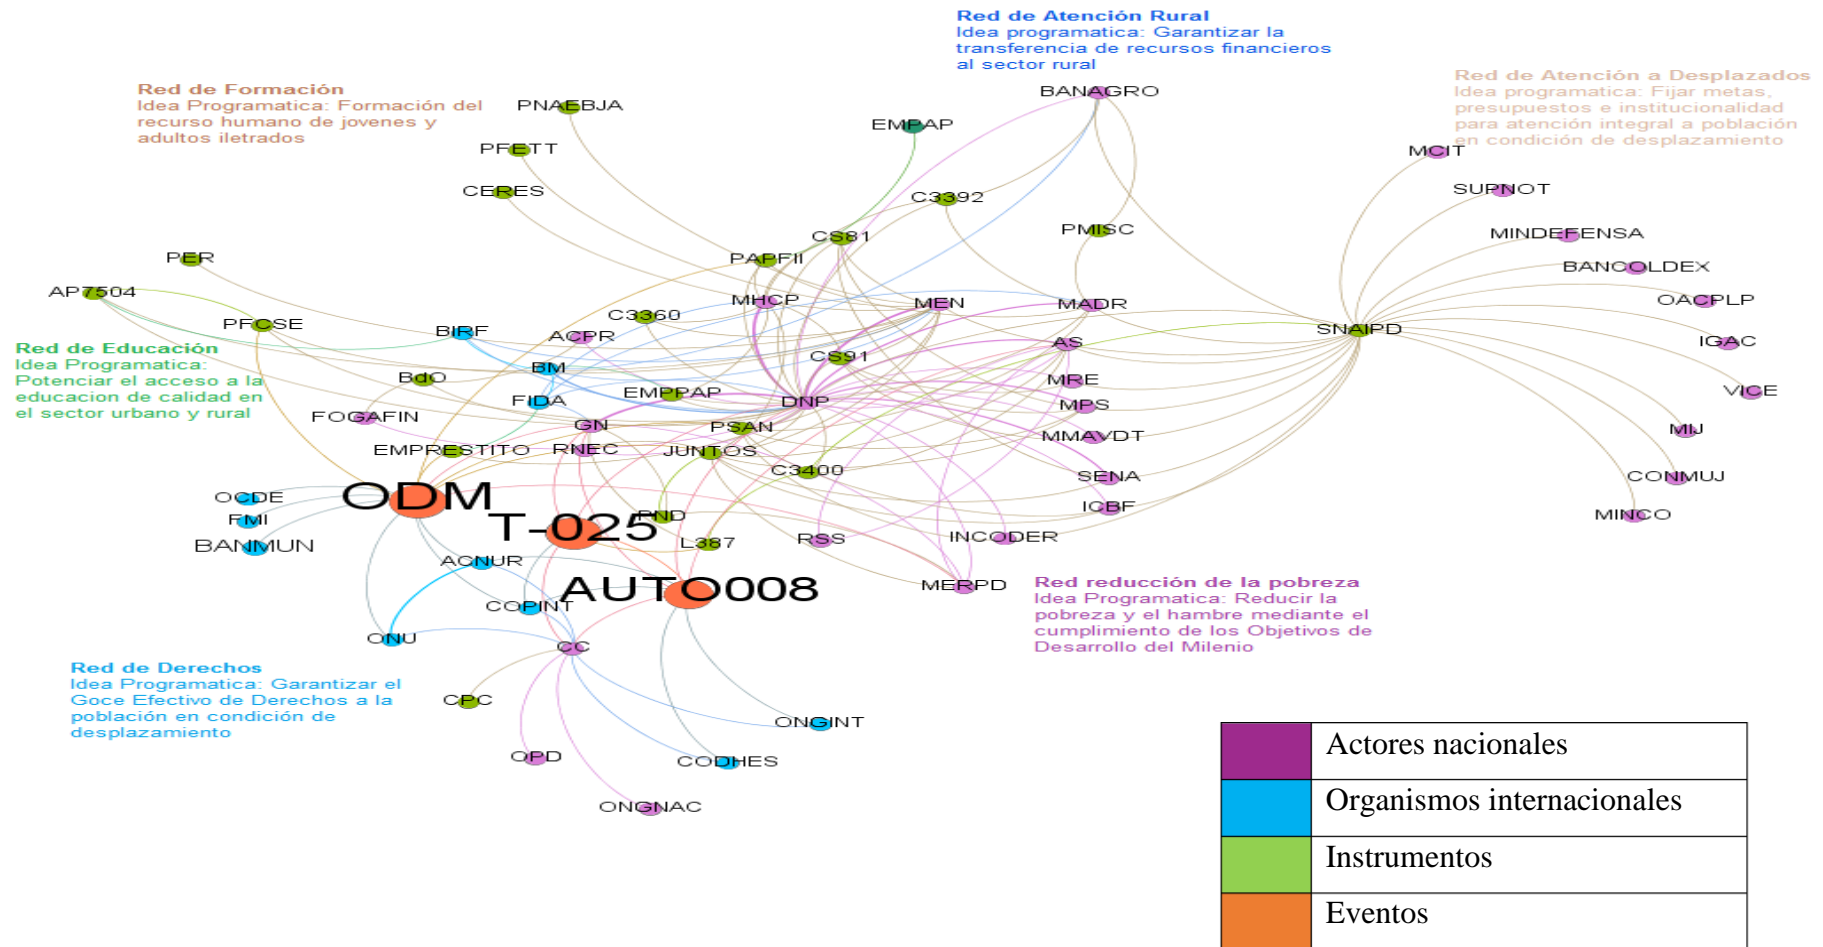 Red de Atención Rural
Idea programatica: Garantizar la
transferencia de recursos financieros
al sector rural
Red de Atención a Desplazados
Idea programatica: Fijar metas,
presupuestos e institucionalidad
para atención integral a población
en condición de desplazamiento
Red de Formación
Idea Programatica: Formación del
recurso humano de jovenes y
adultos iletrados
BANAGRO
PNAEBJA
EMPAP
PFETT
MCIT
CERES
C3392
SUPNOT
CS81
PMISC
MINDEFENSA
PER
PAPFII
BANCOLDEX
AP7504
MHCP
MEN
MADR
OACPLP
PFCSE
BIRF
C3360
ACPR
SNAIPD
AS
IGAC
Red de Educación
Idea Programatica:
Potenciar el acceso a la
educacion de calidad en
el sector urbano y rural
CS91
BM
BdO
MRE
EMPPAP
VICE
FIDA
DNP
MPS
FOGAFIN
GN
PSAN
MIJ
MMAVDT
EMPRESTITO
RNEC
JUNTOS
C3400
SENA
CONMUJ
OCDE
ODM
ICBF
MINCO
FMI
T-025
PND
BANMUN
L387
RSS
INCODER
ACNUR
AUTO008
MERPD
COPINT
Red reducción de la pobreza
Idea Programatica: Reducir la
pobreza y el hambre mediante el
cumplimiento de los Objetivos de
Desarrollo del Milenio
ONU
CC
Red de Derechos
Idea Programatica: Garantizar el
Goce Efectivo de Derechos a la
población en condición de
desplazamiento
CPC
ONGINT
OPD
CODHES
ONGNAC
Actores nacionales
Organismos internacionales
Instrumentos
Eventos